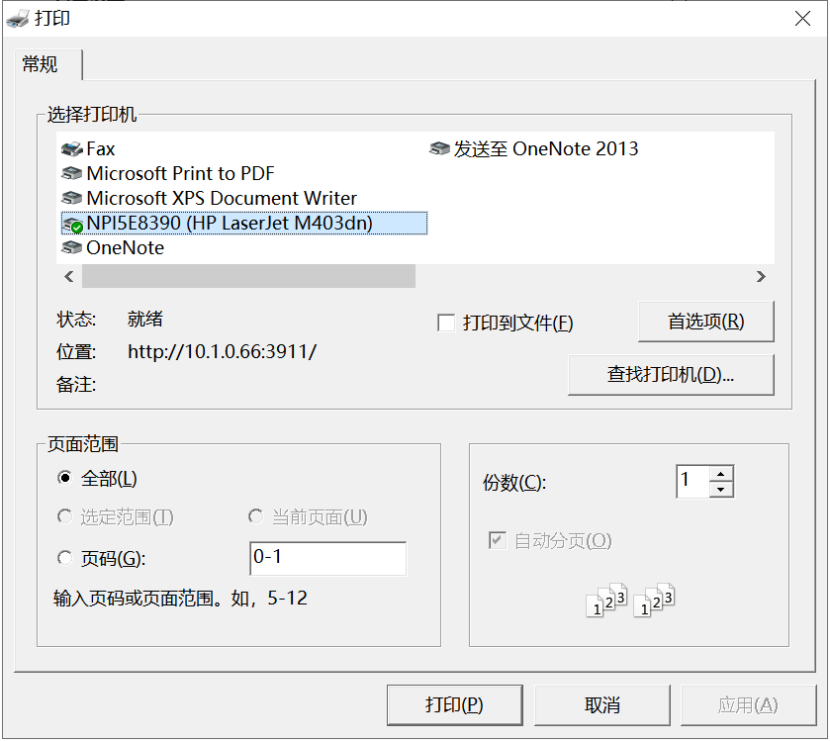 打印
常规
选择打印机
Fax
Microsoft Print to PDF
Microsoft XPS Document Writer
NPI5E8390 (HP LaserJet M403dn)
OneNote
发送至 OneNote 2013
状态: 就绪
位置: http://10.1.0.66:3911/
备注:
打印到文件(F)
首选项(R)
查找打印机(D)...
页面范围
全部(L)
选定范围(T) 当前页面(U)
页码(G): 0-1
输入页码或页面范围。如，5-12
份数(C): 1
自动分页(O)
1 2 3 1 2 3
打印(P) 取消 应用(A)